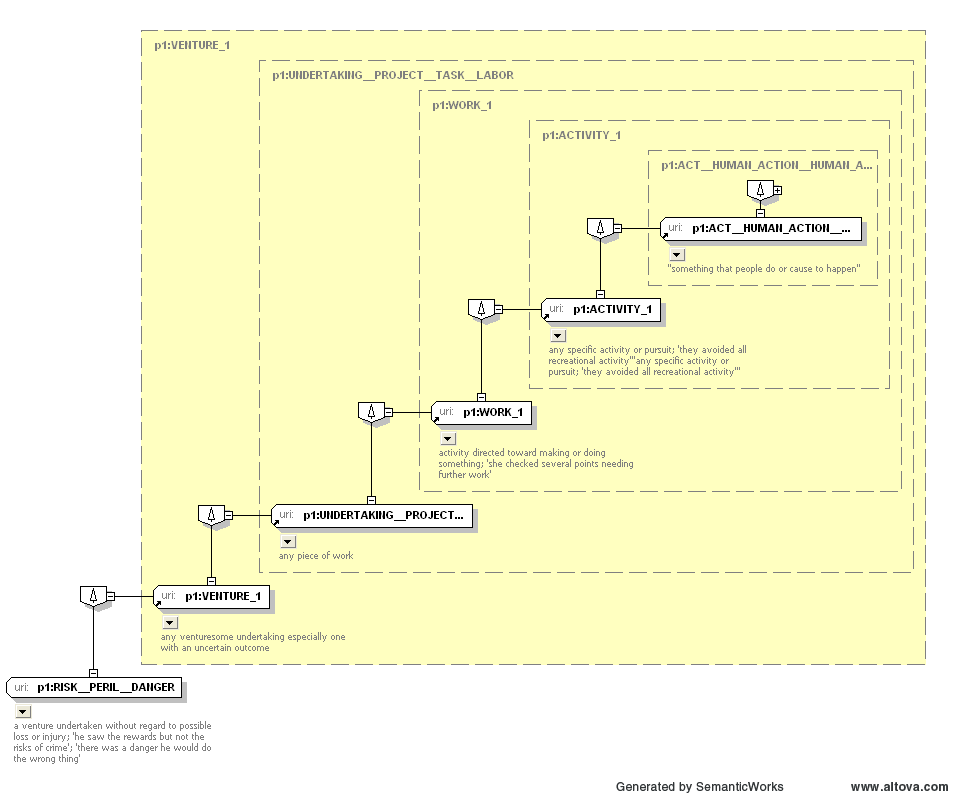 p1:VENTURE_1
p1:UNDERTAKING__PROJECT__TASK__LABOR
p1:WORK_1
p1:ACTIVITY_1
p1:ACT__HUMAN_ACTION__HUMAN_A...
uri: p1:ACT__HUMAN_ACTION__...
"something that people do or cause to happen"
uri: p1:ACTIVITY_1
any specific activity or pursuit; 'they avoided all
recreational activity'"any specific activity or
pursuit; 'they avoided all recreational activity'"
uri: p1:WORK_1
activity directed toward making or doing
something; 'she checked several points needing
further work'
uri: p1:UNDERTAKING__PROJECT...
any piece of work
uri: p1:VENTURE_1
any venturesome undertaking especially one
with an uncertain outcome
uri: p1:RISK__PERIL__DANGER
a venture undertaken without regard to possible
loss or injury; 'he saw the rewards but not the
risks of crime'; 'there was a danger he would do
the wrong thing'
Generated by SemanticWorks www.altova.com